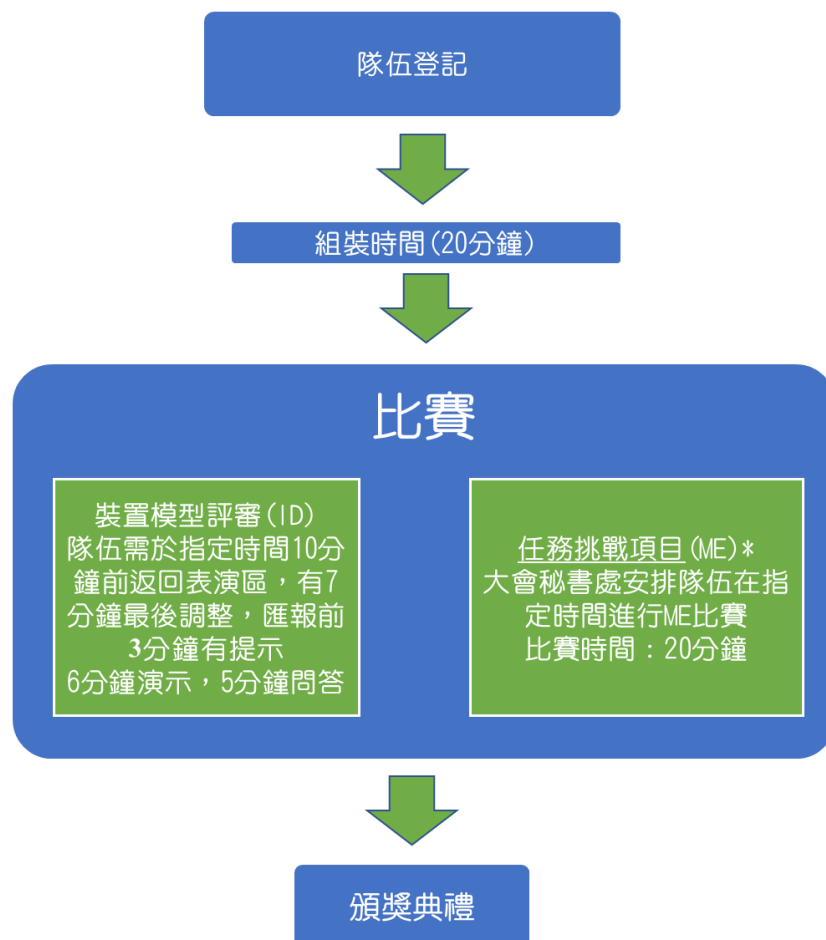 隊伍登記
組裝時間(20分鐘)
比賽
裝置模型評審(ID)
隊伍需於指定時間10分
鐘前返回表演區，有7
分鐘最後調整，匯報前
3分鐘有提示
6分鐘演示，5分鐘問答
任務挑戰項目(ME)*
大會秘書處安排隊伍在指
定時間進行ME比賽
比賽時間：20分鐘
頒獎典禮